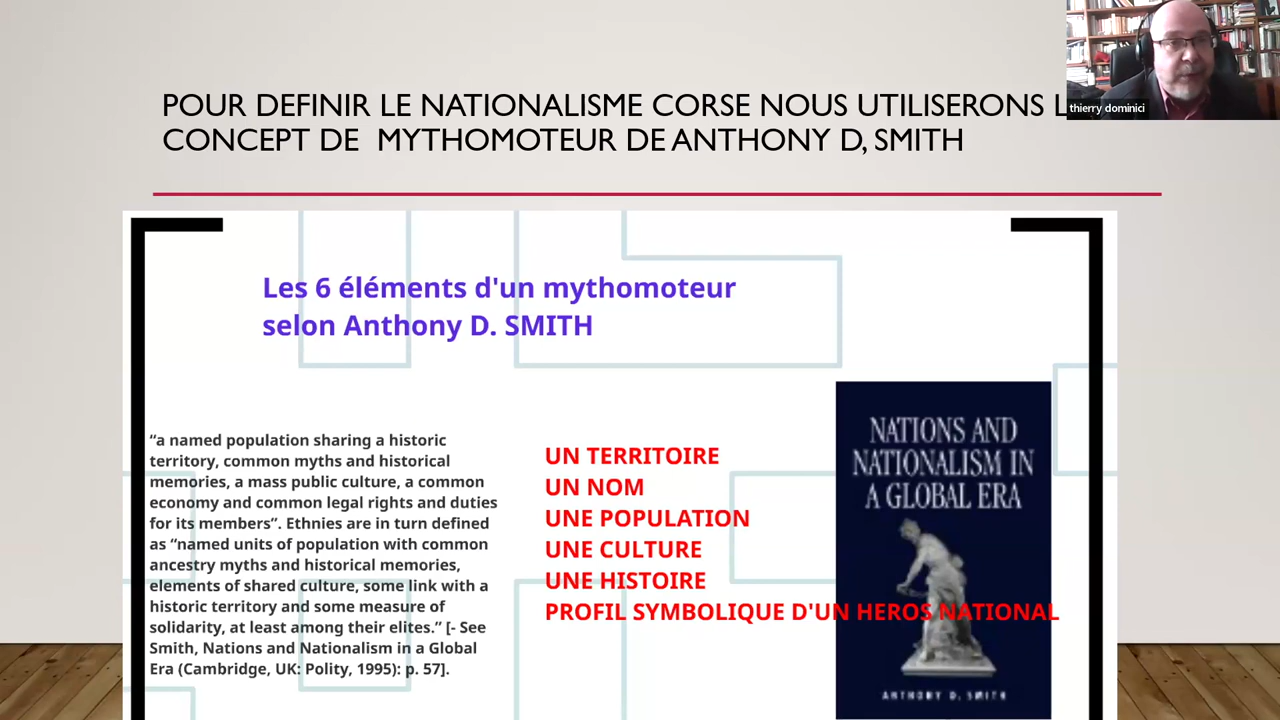 POUR DEFINIR LE NATIONALISME CORSE NOUS UTILISERONS L
CONCEPT DE MYTHOMOTEUR DE ANTHONY D, SMITH
thierry dominici
Les 6 éléments d'un mythomoteur
selon Anthony D. SMITH
“a named population sharing a historic
territory, common myths and historical
memories, a mass public culture, a common
economy and common legal rights and duties
for its members”. Ethnies are in turn defined
as “named units of population with common
ancestry myths and historical memories,
elements of shared culture, some link with a
historic territory and some measure of
solidarity, at least among their elites.” [- See
Smith, Nations and Nationalism in a Global
Era (Cambridge, UK: Polity, 1995): p. 57].
UN TERRITOIRE
UN NOM
UNE POPULATION
UNE CULTURE
UNE HISTOIRE
PROFIL SYMBOLIQUE D'UN HEROS NATIONAL
NATIONS AND
NATIONALISM IN
A GLOBAL ERA
ANTHONY D. SMITH